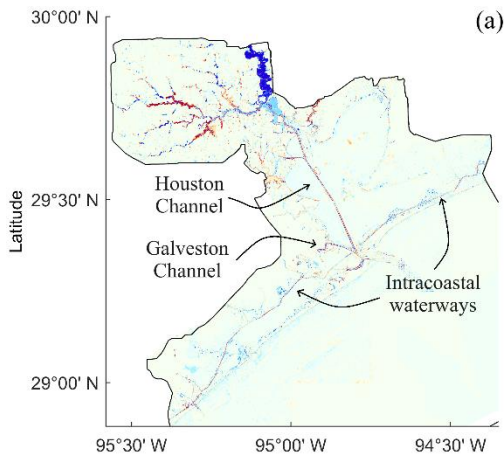 (a)
30°00' N
29°30' N
29°00' N
Latitude
Houston
Channel
Galveston
Channel
Intracoastal
waterways
95°30' W
95°00' W
94°30' W